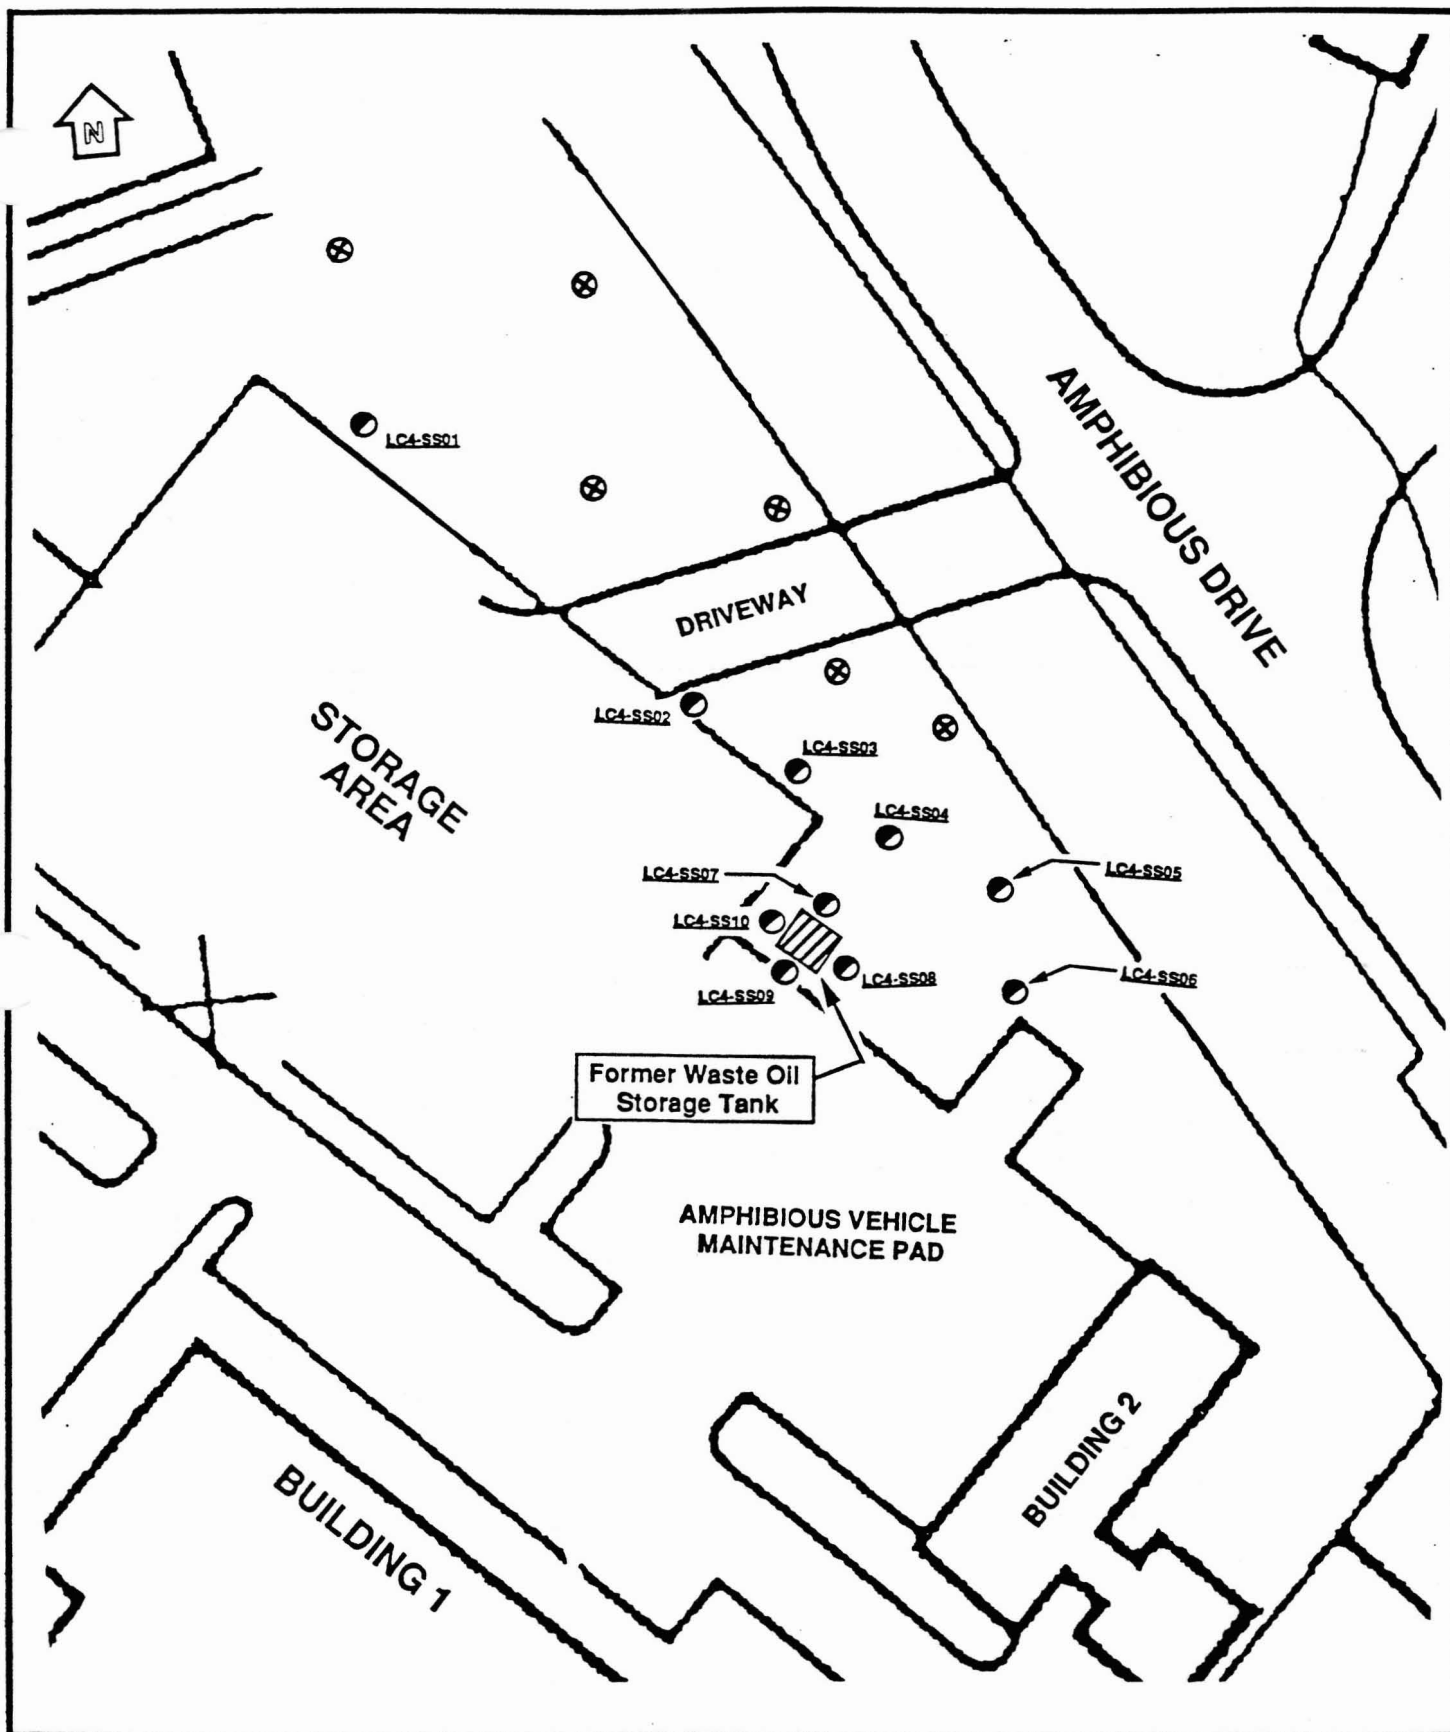 N
LC4-SS01
AMPHIBIOUS DRIVE
DRIVEWAY
LC4-SS02
STORAGE
AREA
LC4-SS03
LC4-SS04
LC4-SS07
LC4-SS05
LC4-SS10
LC4-SS08
LC4-SS06
LC4-SS09
Former Waste Oil
Storage Tank
AMPHIBIOUS VEHICLE
MAINTENANCE PAD
BUILDING 2
BUILDING 1